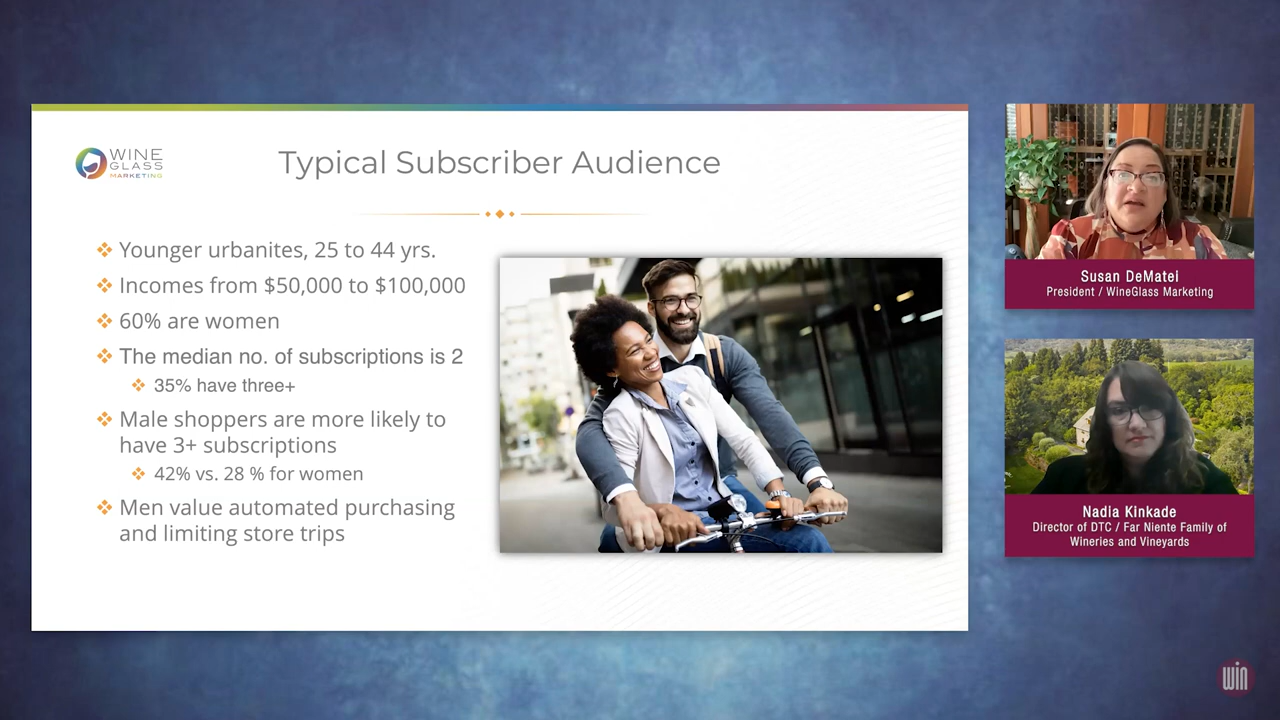 WINE
GLASS
MARKETING
Typical Subscriber Audience
Younger urbanites, 25 to 44 yrs.
Incomes from $50,000 to $100,000
60% are women
The median no. of subscriptions is 2
35% have three+
Male shoppers are more likely to
have 3+ subscriptions
42% vs. 28 % for women
Men value automated purchasing
and limiting store trips
Susan DeMatei
President / WineGlass Marketing
Nadia Kinkade
Director of DTC / Far Niente Family of
Wineries and Vineyards
win